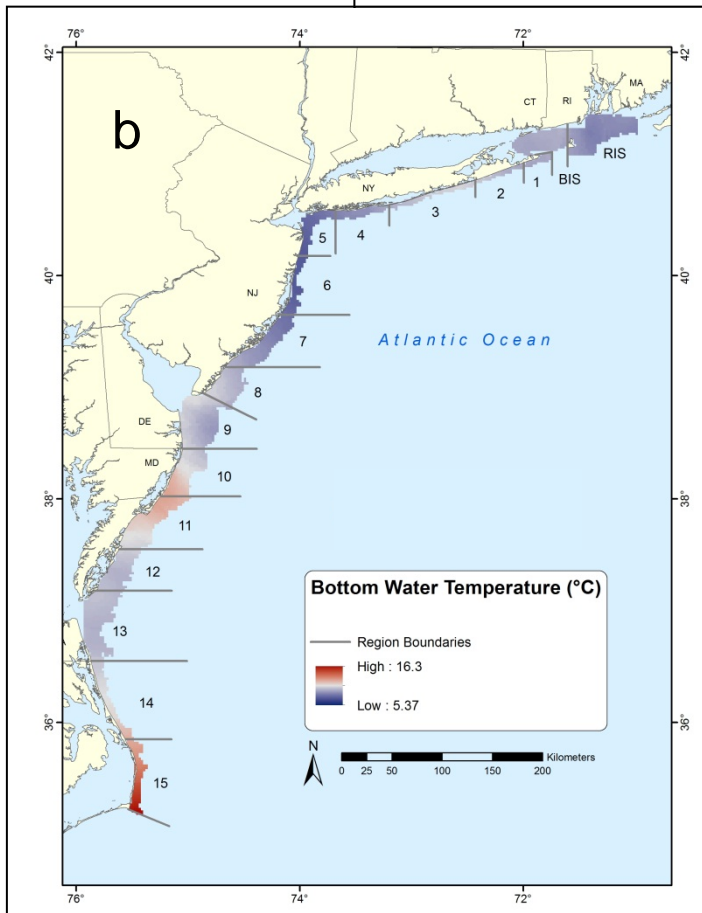 76° 74° 72°
42° 42°
b
MA
CT RI
RIS
BIS
NY
1
2
3
4
5
40° 40°
6
NJ
7
Atlantic Ocean
8
DE
9
MD
10
38° 38°
11
12
Bottom Water Temperature (°C)
13
Region Boundaries
High : 16.3
14
Low : 5.37
36° 36°
N
Kilometers
15
0 25 50 100 150 200
76° 74° 72°